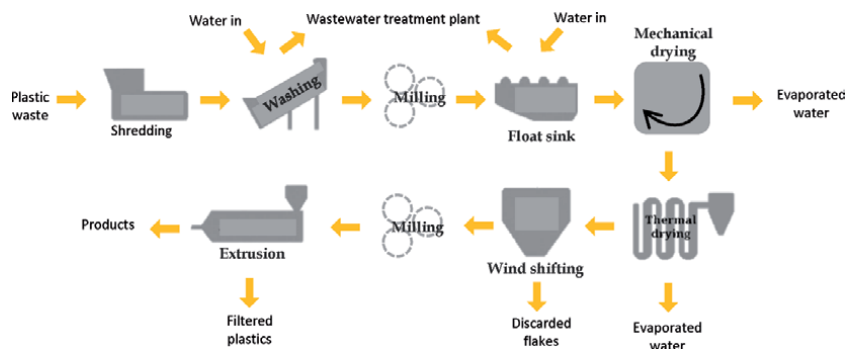 Water in
Wastewater treatment plant
Water in
Mechanical
drying
Plastic
waste
Shredding
Washing
Milling
Float sink
Evaporated
water
Products
Extrusion
Milling
Wind shifting
Thermal
drying
Filtered
plastics
Discarded
flakes
Evaporated
water